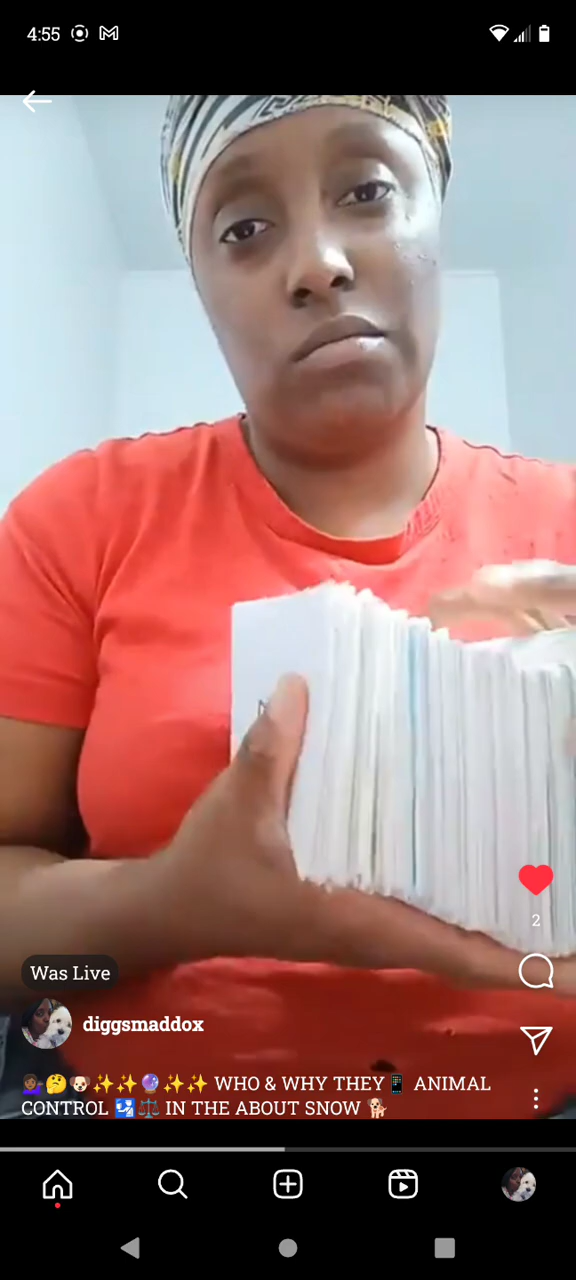 4:55
Was Live
diggsmaddox
💁🏾‍♀️🤔🐶✨✨🔮✨✨ WHO & WHY THEY📱 ANIMAL
CONTROL 🛂⚖️ IN THE ABOUT SNOW 🐕
2